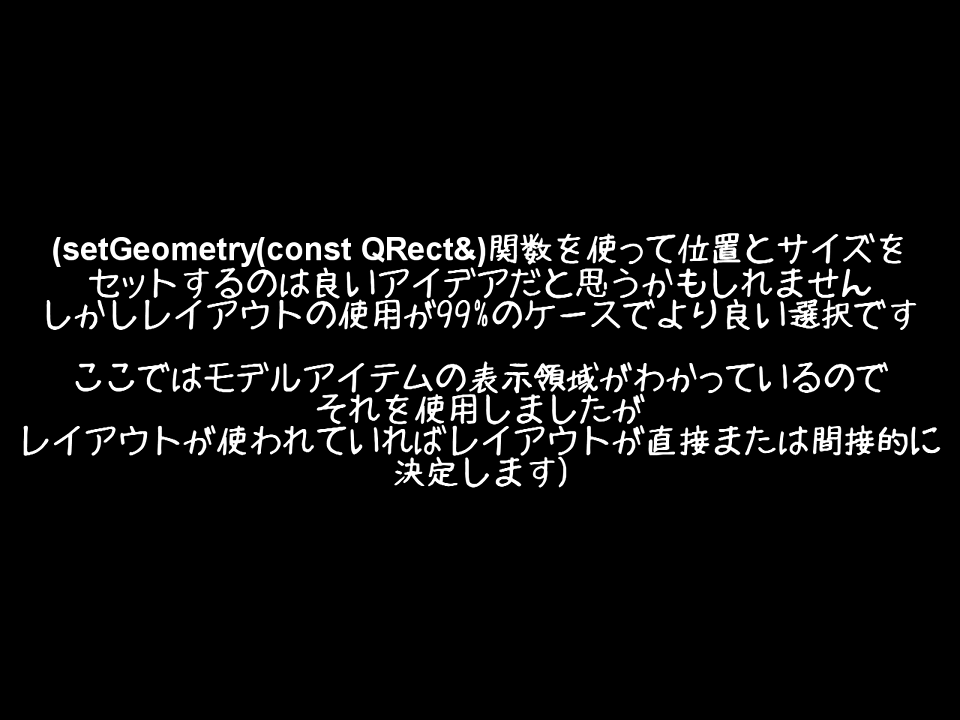 (setGeometry(const QRect&)関数を使って位置とサイズを
セットするのは良いアイデアだと思うかもしれません
しかしレイアウトの使用が99%のケースでより良い選択です
ここではモデルアイテムの表示領域がわかっているので
それを使用しましたが
レイアウトが使われていればレイアウトが直接または間接的に
決定します)